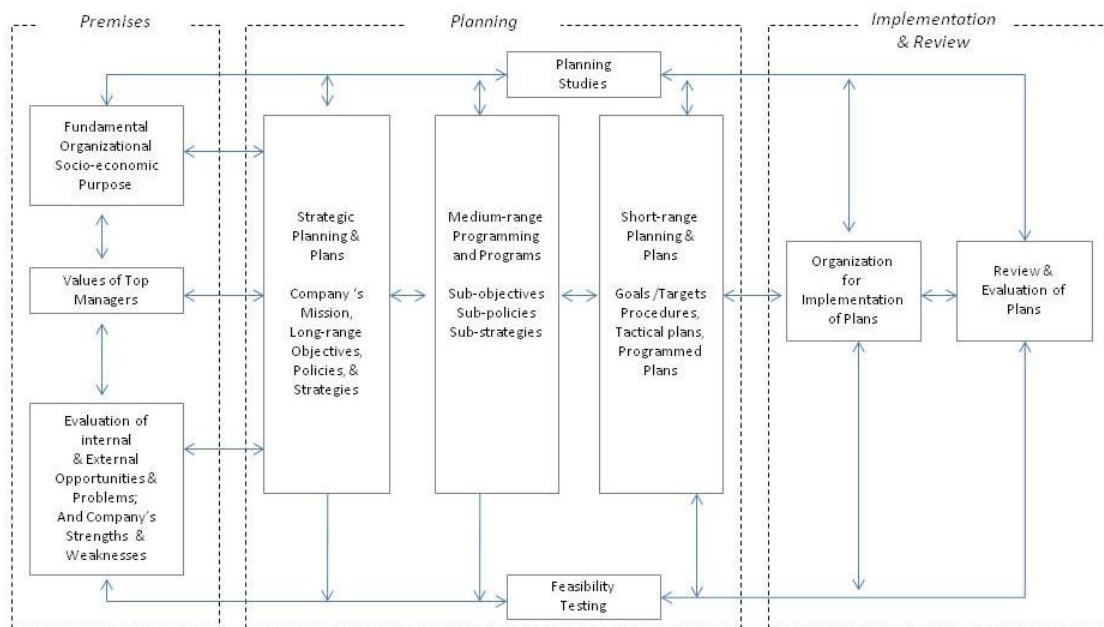 Premises
Planning
Implementation
& Review
Planning
Studies
Fundamental
Organizational
Socio-economic
Purpose
Values of Top
Managers
Evaluation of
internal
& External
Opportunities &
Problems;
And Company's
Strengths &
Weaknesses
Strategic
Planning &
Plans
Company 's
Mission,
Long-range
Objectives,
Policies, &
Strategies
Medium-range
Programming
and Programs
Sub-objectives
Sub-policies
Sub-strategies
Short-range
Planning &
Plans
Goals /Targets
Procedures,
Tactical plans,
Programmed
Plans
Organization
for
Implementation
of Plans
Review &
Evaluation of
Plans
Feasibility
Testing